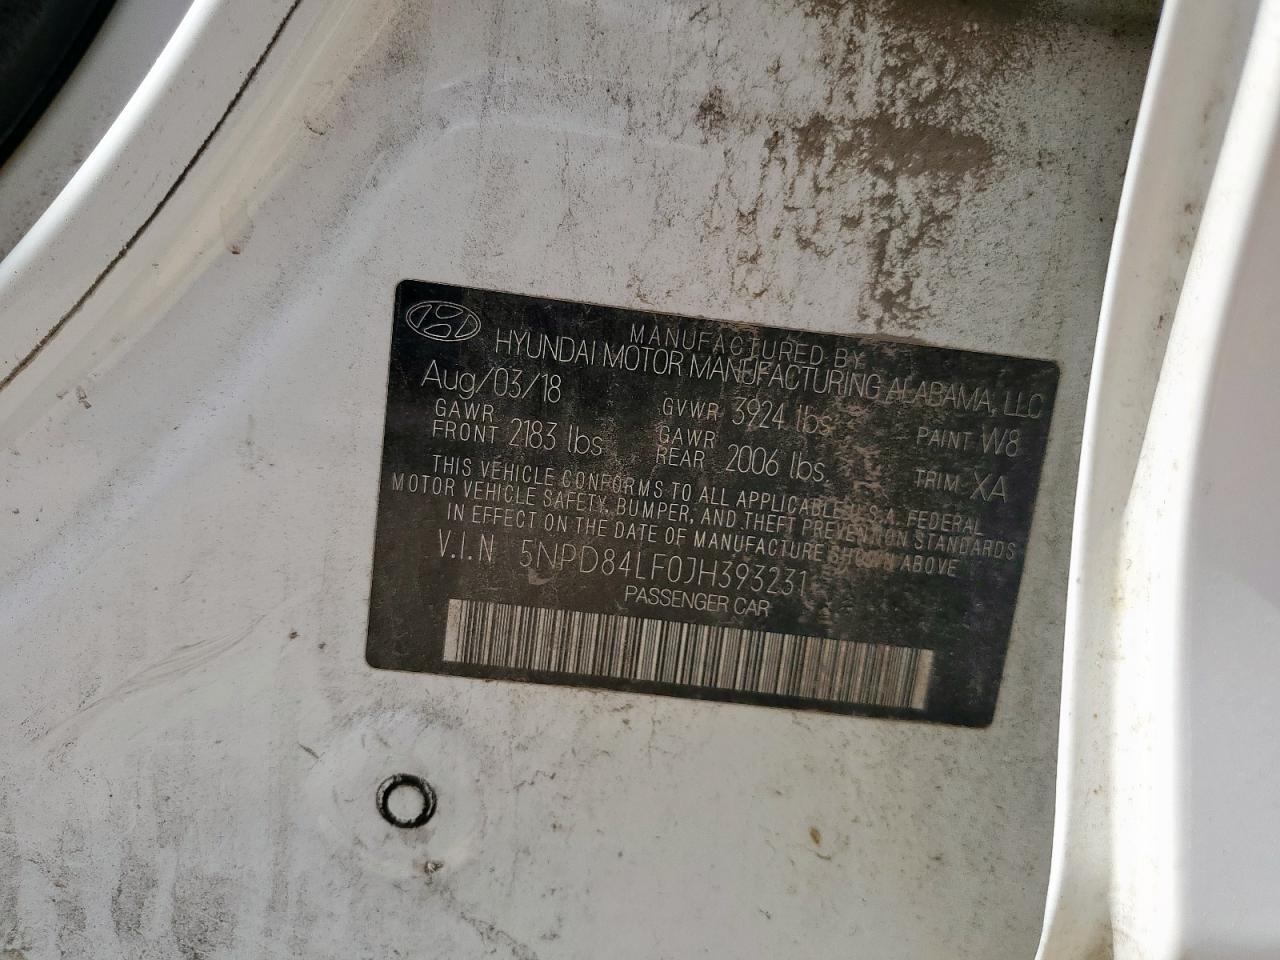 MANUFACTURED BY
HYUNDAI MOTOR MANUFACTURING ALABAMA, LLC
Aug/03/18 GVWR 3924 lbs PAINT W8
GAWR FRONT 2183 lbs GAWR REAR 2006 lbs TRIM XA
THIS VEHICLE CONFORMS TO ALL APPLICABLE U.S.A. FEDERAL
MOTOR VEHICLE SAFETY, BUMPER, AND THEFT PREVENTION STANDARDS
IN EFFECT ON THE DATE OF MANUFACTURE SHOWN ABOVE
V.I.N 5NPD84LF0JH393231
PASSENGER CAR